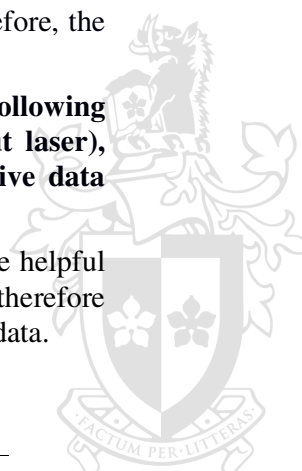 efore, the
ollowing
t laser),
ive data
e helpful
therefore
data.
FACTUM PER·LITTERAS